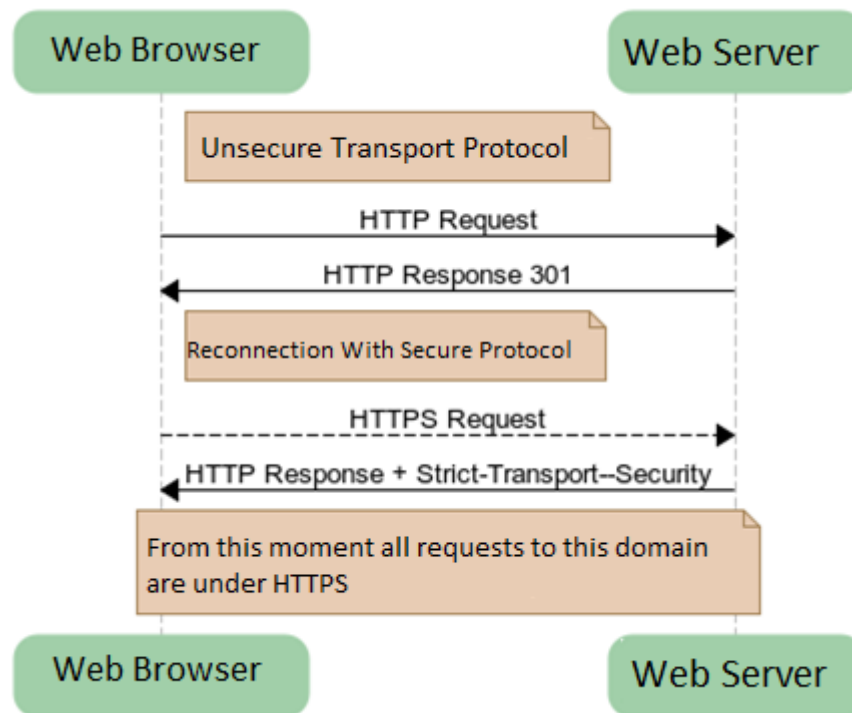 Web Browser
Web Server
Unsecure Transport Protocol
HTTP Request
HTTP Response 301
Reconnection With Secure Protocol
HTTPS Request
HTTP Response + Strict-Transport--Security
From this moment all requests to this domain
are under HTTPS
Web Browser
Web Server